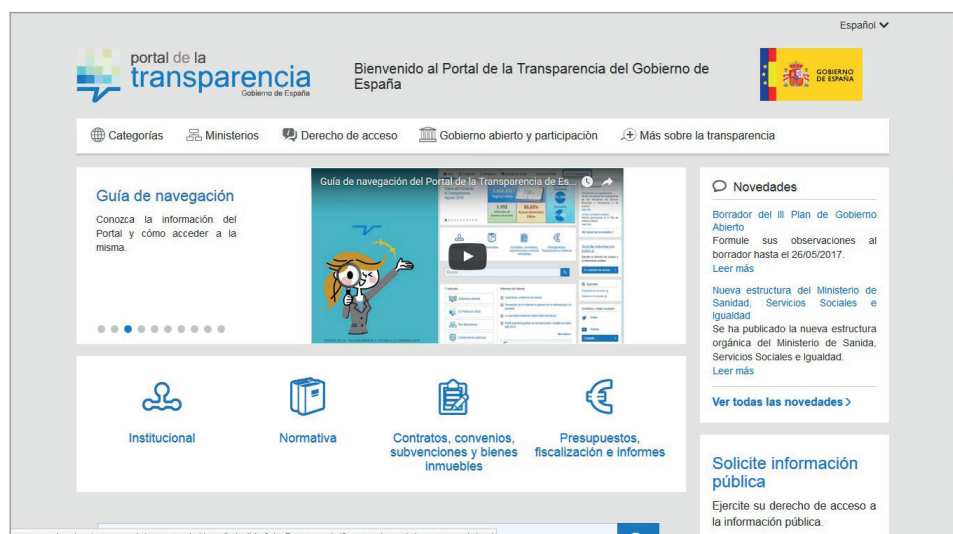 Español
portal de la
transparencia
Gobierno de España
Bienvenido al Portal de la Transparencia del Gobierno de
España
GOBIERNO
DE ESPAÑA
Categorías Ministerios Derecho de acceso Gobierno abierto y participación Más sobre la transparencia
Guía de navegación
Conozca la información del
Portal y cómo acceder a la
misma.
Guía de navegación del Portal de la Transparencia de Es...
Novedades
Borrador del III Plan de Gobierno
Abierto
Formule sus observaciones al
borrador hasta el 26/05/2017.
Leer más
Nueva estructura del Ministerio de
Sanidad, Servicios Sociales e
Igualdad
Se ha publicado la nueva estructura
orgánica del Ministerio de Sanida,
Servicios Sociales e Igualdad.
Leer más
Ver todas las novedades >
Institucional
Normativa
Contratos, convenios,
subvenciones y bienes
inmuebles
Presupuestos,
fiscalización e informes
Solicite información
pública
Ejercite su derecho de acceso a
la información pública.